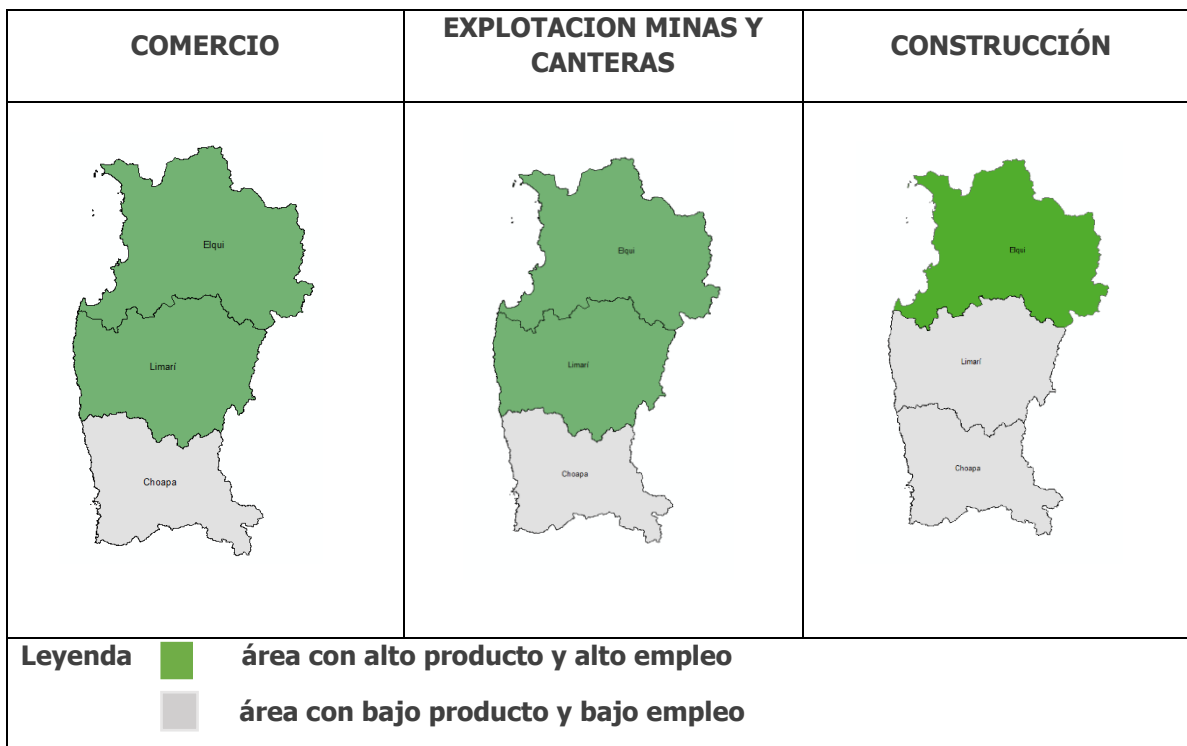 COMERCIO
EXPLOTACION MINAS Y
CANTERAS
CONSTRUCCIÓN
Elqui
Limarí
Choapa
Elqui
Limarí
Choapa
Elqui
Limarí
Choapa
Leyenda
área con alto producto y alto empleo
área con bajo producto y bajo empleo